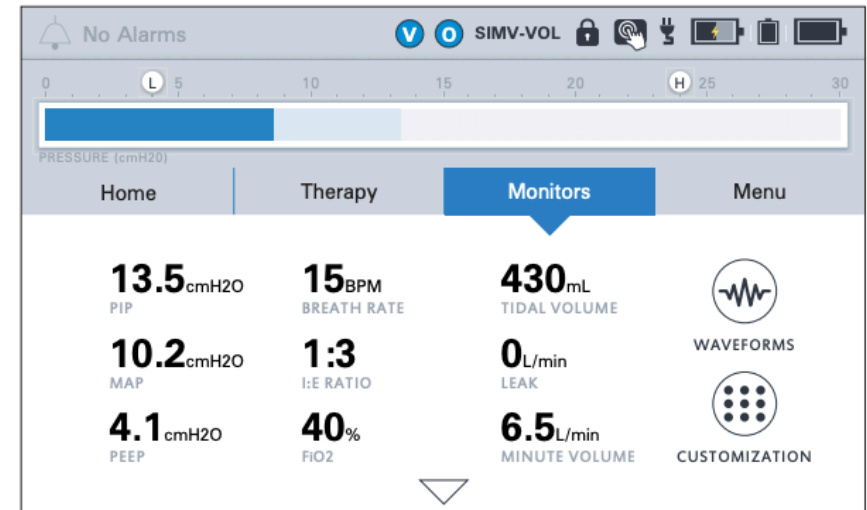 No Alarms V O SIMV-VOL
0 L 5 10 15 20 H 25 30
PRESSURE (cmH20)
Home Therapy Monitors Menu
13.5cmH2O 15BPM 430mL
PIP BREATH RATE TIDAL VOLUME
WAVEFORMS
10.2cmH2O 1:3 0L/min
MAP I:E RATIO LEAK
4.1cmH2O 40% 6.5L/min
PEEP FiO2 MINUTE VOLUME CUSTOMIZATION